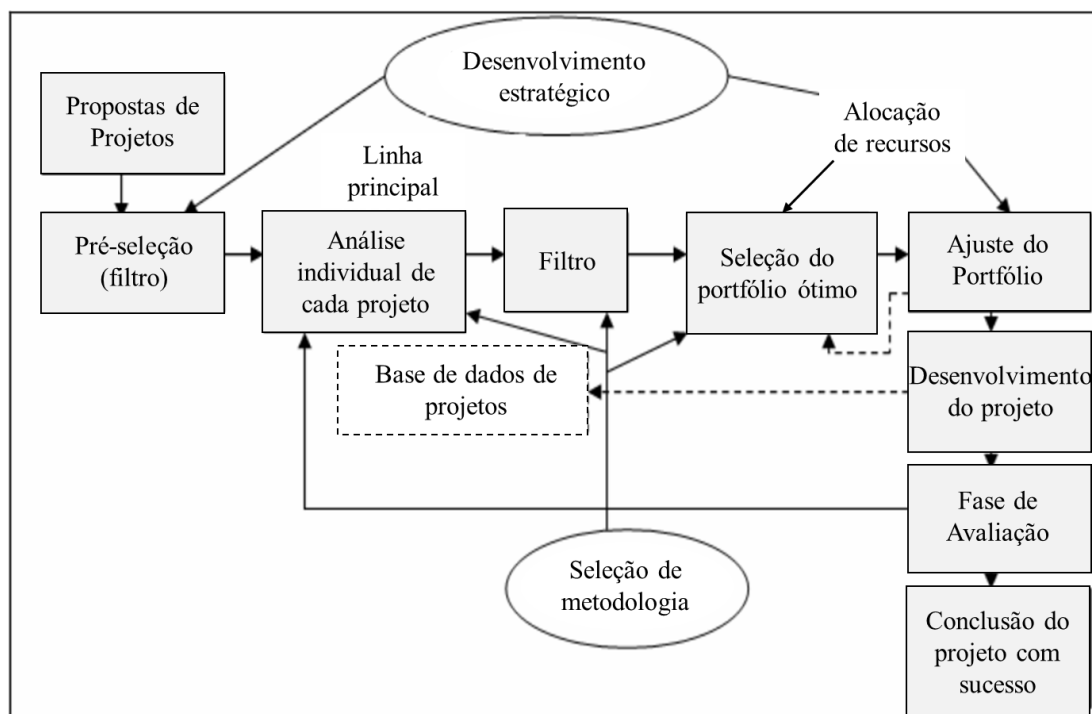 Desenvolvimento
estratégico
Propostas de
Projetos
Alocação
de recursos
Linha
principal
Pré-seleção
(filtro)
Análise
individual de
cada projeto
Filtro
Seleção do
portfólio ótimo
Ajuste do
Portfólio
Base de dados de
projetos
Desenvolvimento
do projeto
Fase de
Avaliação
Seleção de
metodologia
Conclusão do
projeto com
sucesso